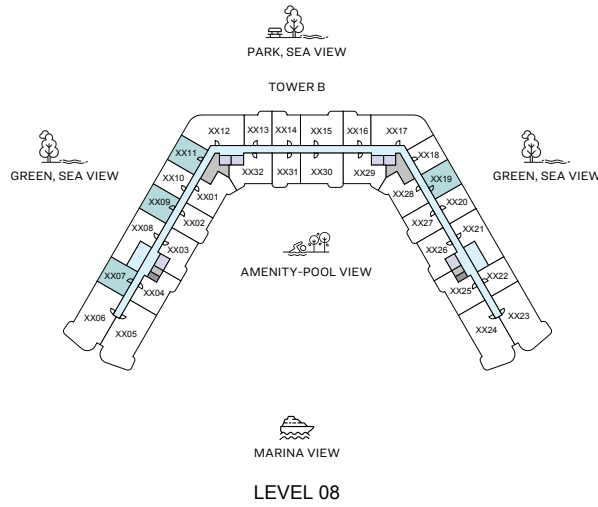 PARK, SEA VIEW
TOWER B
GREEN, SEA VIEW
GREEN, SEA VIEW
XX12
XX13
XX14
XX15
XX16
XX17
XX11
XX18
XX10
XX01
XX32
XX31
XX30
XX29
XX28
XX19
XX09
XX02
XX27
XX20
XX08
XX03
XX26
XX21
XX07
XX04
XX25
XX22
XX06
XX05
XX24
XX23
AMENITY-POOL VIEW
MARINA VIEW
LEVEL 08